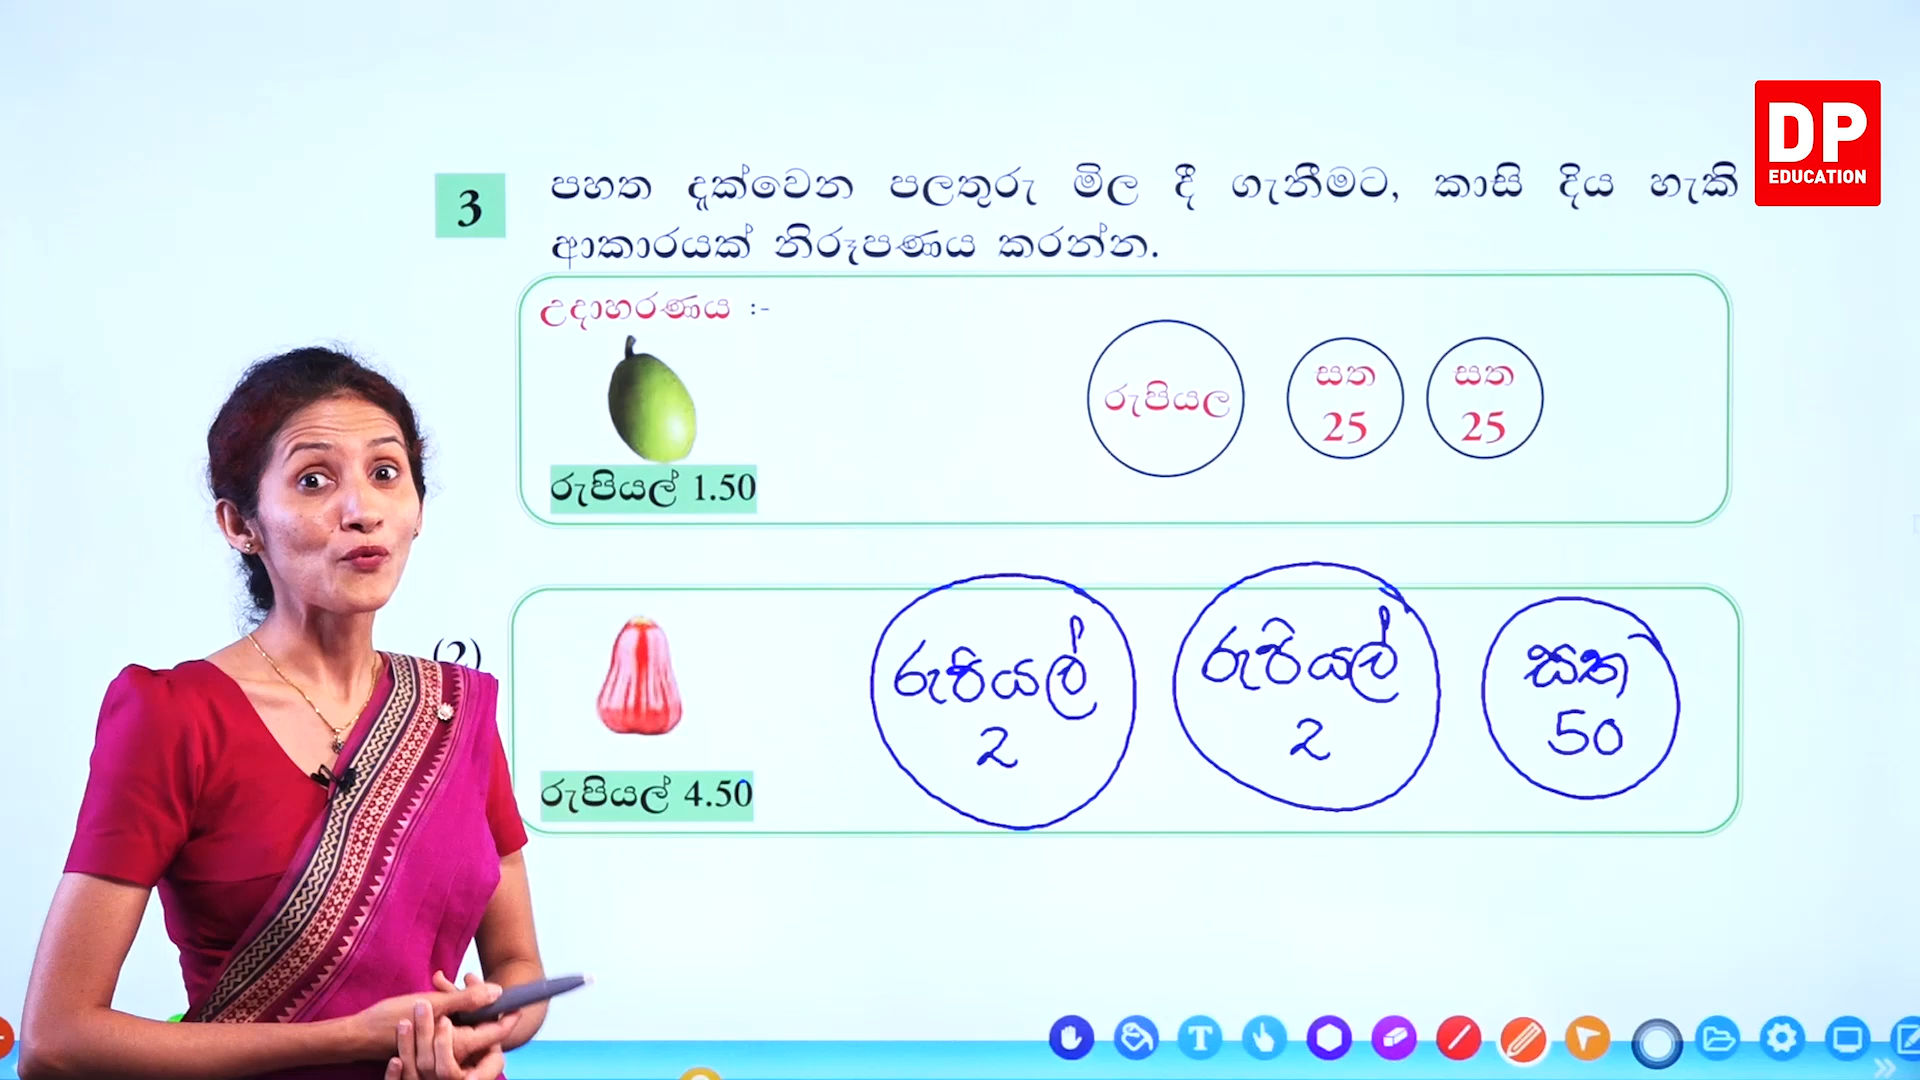 DP
EDUCATION
3
පහත දැක්වෙන පලතුරු මිල දී ගැනීමට, කාසි දිය හැකි
ආකාරයක් නිරූපණය කරන්න.
උදාහරණය :-
රුපියල
සත
25
සත
25
රුපියල් 1.50
(2)
රුපියල්
2
රුපියල්
2
සත
50
රුපියල් 4.50